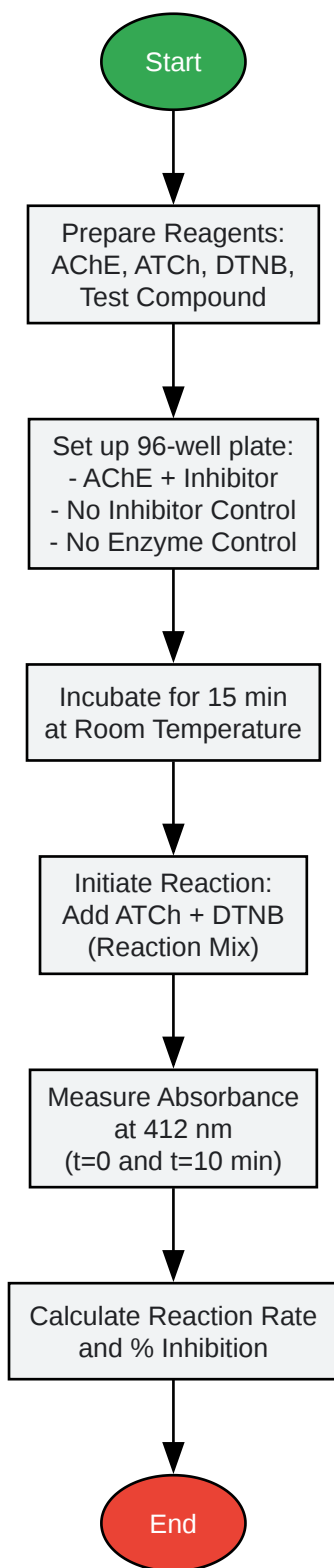 Start
Prepare Reagents:
AChE, ATCh, DTNB,
Test Compound
Set up 96-well plate:
- AChE + Inhibitor
- No Inhibitor Control
- No Enzyme Control
Incubate for 15 min
at Room Temperature
Initiate Reaction:
Add ATCh + DTNB
(Reaction Mix)
Measure Absorbance
at 412 nm
(t=0 and t=10 min)
Calculate Reaction Rate
and % Inhibition
End